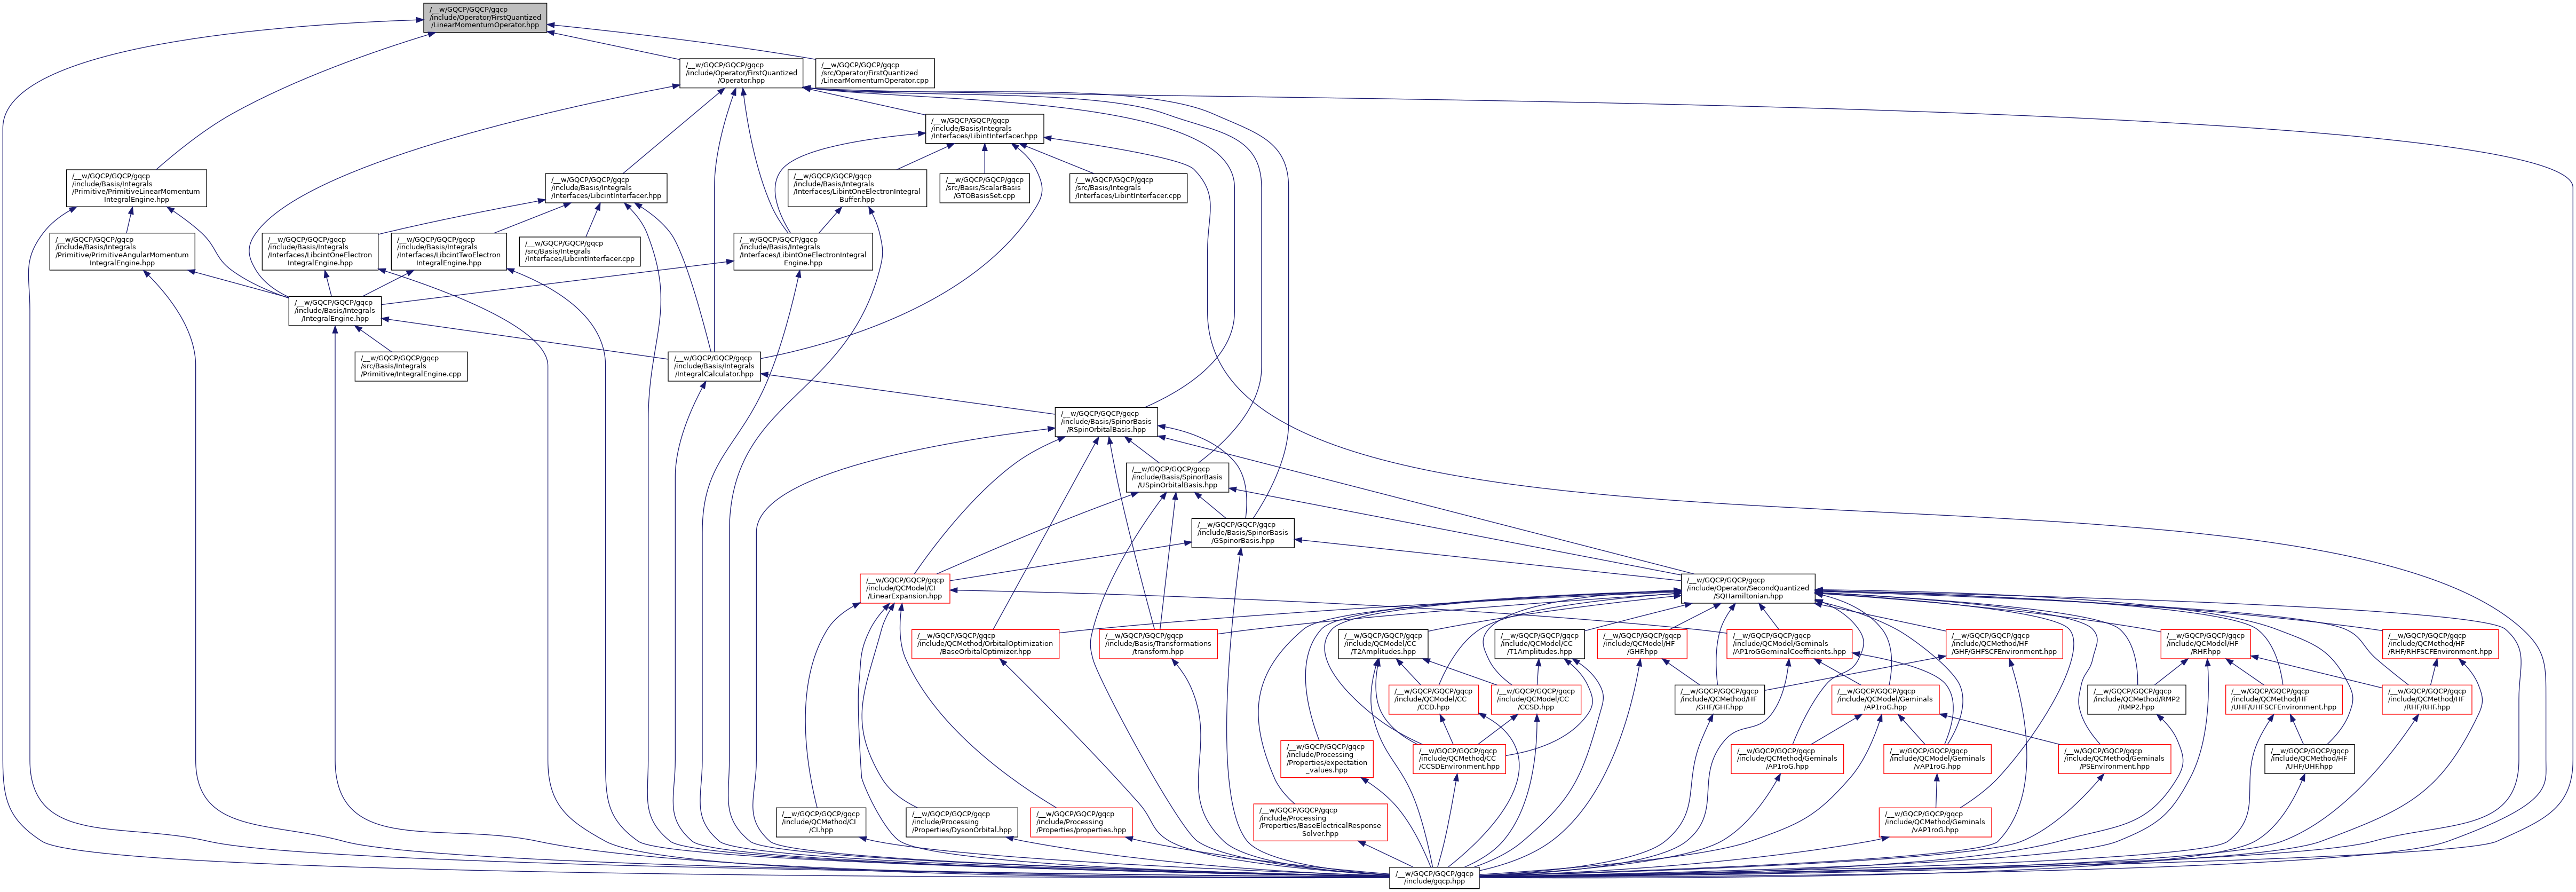 /__w/GQCP/GQCP/gqcp
/include/Operator/FirstQuantized
/LinearMomentumOperator.hpp
/__w/GQCP/GQCP/gqcp
/include/Operator/FirstQuantized
/Operator.hpp
/__w/GQCP/GQCP/gqcp
/src/Operator/FirstQuantized
/LinearMomentumOperator.cpp
/__w/GQCP/GQCP/gqcp
/include/Basis/Integrals
/Interfaces/LibintInterfacer.hpp
/__w/GQCP/GQCP/gqcp
/include/Basis/Integrals
/Primitive/PrimitiveLinearMomentum
IntegralEngine.hpp
/__w/GQCP/GQCP/gqcp
/include/Basis/Integrals
/Interfaces/LibcintInterfacer.hpp
/__w/GQCP/GQCP/gqcp
/include/Basis/Integrals
/Interfaces/LibintOneElectronIntegral
Buffer.hpp
/__w/GQCP/GQCP/gqcp
/src/Basis/ScalarBasis
/GTOBasisSet.cpp
/__w/GQCP/GQCP/gqcp
/src/Basis/Integrals
/Interfaces/LibintInterfacer.cpp
/__w/GQCP/GQCP/gqcp
/include/Basis/Integrals
/Primitive/PrimitiveAngularMomentum
IntegralEngine.hpp
/__w/GQCP/GQCP/gqcp
/include/Basis/Integrals
/Interfaces/LibcintOneElectron
IntegralEngine.hpp
/__w/GQCP/GQCP/gqcp
/include/Basis/Integrals
/Interfaces/LibcintTwoElectron
IntegralEngine.hpp
/__w/GQCP/GQCP/gqcp
/src/Basis/Integrals
/Interfaces/LibcintInterfacer.cpp
/__w/GQCP/GQCP/gqcp
/include/Basis/Integrals
/Interfaces/LibintOneElectronIntegral
Engine.hpp
/__w/GQCP/GQCP/gqcp
/include/Basis/Integrals
/IntegralEngine.hpp
/__w/GQCP/GQCP/gqcp
/src/Basis/Integrals
/Primitive/IntegralEngine.cpp
/__w/GQCP/GQCP/gqcp
/include/Basis/Integrals
/IntegralCalculator.hpp
/__w/GQCP/GQCP/gqcp
/include/Basis/SpinorBasis
/RSpinOrbitalBasis.hpp
/__w/GQCP/GQCP/gqcp
/include/Basis/SpinorBasis
/USpinOrbitalBasis.hpp
/__w/GQCP/GQCP/gqcp
/include/Basis/SpinorBasis
/GSpinorBasis.hpp
/__w/GQCP/GQCP/gqcp
/include/QCModel/CI
/LinearExpansion.hpp
/__w/GQCP/GQCP/gqcp
/include/Operator/SecondQuantized
/SQHamiltonian.hpp
/__w/GQCP/GQCP/gqcp
/include/QCMethod/OrbitalOptimization
/BaseOrbitalOptimizer.hpp
/__w/GQCP/GQCP/gqcp
/include/Basis/Transformations
/transform.hpp
/__w/GQCP/GQCP/gqcp
/include/QCModel/CC
/T2Amplitudes.hpp
/__w/GQCP/GQCP/gqcp
/include/QCModel/CC
/T1Amplitudes.hpp
/__w/GQCP/GQCP/gqcp
/include/QCModel/HF
/GHF.hpp
/__w/GQCP/GQCP/gqcp
/include/QCModel/Geminals
/AP1roGGeminalCoefficients.hpp
/__w/GQCP/GQCP/gqcp
/include/QCMethod/HF
/GHF/GHFSCFEnvironment.hpp
/__w/GQCP/GQCP/gqcp
/include/QCModel/HF
/RHF.hpp
/__w/GQCP/GQCP/gqcp
/include/QCMethod/HF
/RHF/RHFSCFEnvironment.hpp
/__w/GQCP/GQCP/gqcp
/include/QCModel/CC
/CCD.hpp
/__w/GQCP/GQCP/gqcp
/include/QCModel/CC
/CCSD.hpp
/__w/GQCP/GQCP/gqcp
/include/QCMethod/HF
/GHF/GHF.hpp
/__w/GQCP/GQCP/gqcp
/include/QCModel/Geminals
/AP1roG.hpp
/__w/GQCP/GQCP/gqcp
/include/QCMethod/RMP2
/RMP2.hpp
/__w/GQCP/GQCP/gqcp
/include/QCMethod/HF
/UHF/UHFSCFEnvironment.hpp
/__w/GQCP/GQCP/gqcp
/include/QCMethod/HF
/RHF/RHF.hpp
/__w/GQCP/GQCP/gqcp
/include/Processing
/Properties/expectation
_values.hpp
/__w/GQCP/GQCP/gqcp
/include/QCMethod/CC
/CCSDEnvironment.hpp
/__w/GQCP/GQCP/gqcp
/include/QCMethod/Geminals
/AP1roG.hpp
/__w/GQCP/GQCP/gqcp
/include/QCModel/Geminals
/vAP1roG.hpp
/__w/GQCP/GQCP/gqcp
/include/QCMethod/Geminals
/PSEnvironment.hpp
/__w/GQCP/GQCP/gqcp
/include/QCMethod/HF
/UHF/UHF.hpp
/__w/GQCP/GQCP/gqcp
/include/QCMethod/CI
/CI.hpp
/__w/GQCP/GQCP/gqcp
/include/Processing
/Properties/DysonOrbital.hpp
/__w/GQCP/GQCP/gqcp
/include/Processing
/Properties/properties.hpp
/__w/GQCP/GQCP/gqcp
/include/Processing
/Properties/BaseElectricalResponse
Solver.hpp
/__w/GQCP/GQCP/gqcp
/include/QCMethod/Geminals
/vAP1roG.hpp
/__w/GQCP/GQCP/gqcp
/include/gqcp.hpp